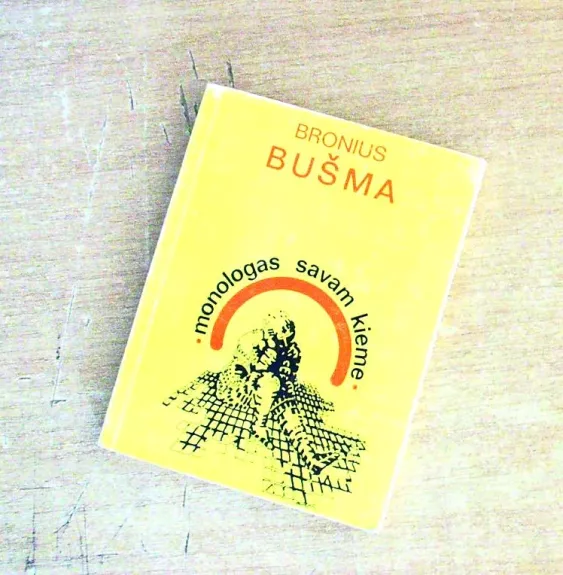 BRONIUS
BUŠMA
• monologas savam kieme •